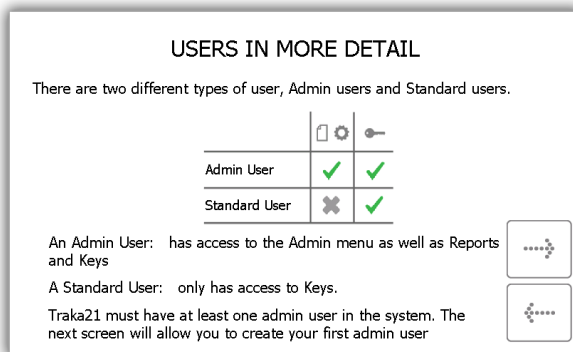 USERS IN MORE DETAIL
There are two different types of user, Admin users and Standard users.
Admin User
Standard User
An Admin User: has access to the Admin menu as well as Reports
and Keys
A Standard User: only has access to Keys.
Traka21 must have at least one admin user in the system. The
next screen will allow you to create your first admin user